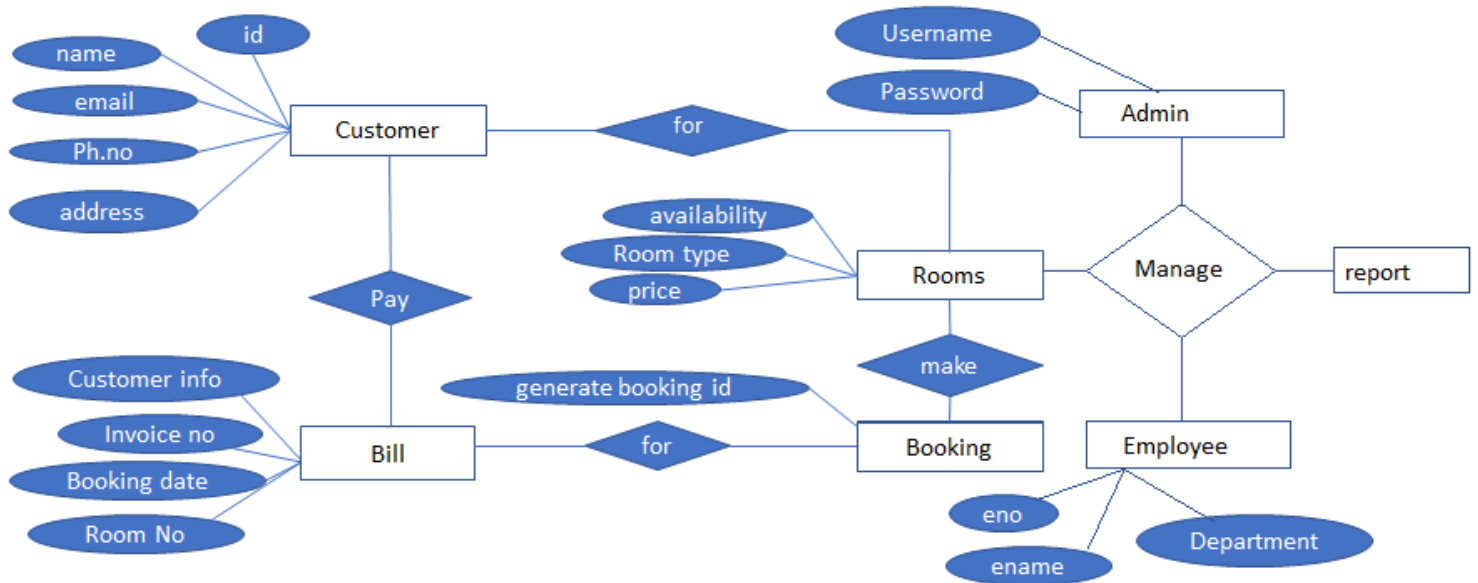 id
Username
name
Password
email
Admin
Customer
for
Ph.no
address
availability
Room type
Rooms
Manage
report
price
Pay
make
Customer info
generate booking id
Invoice no
for
Bill
Booking
Employee
Booking date
Room No
eno
ename
Department